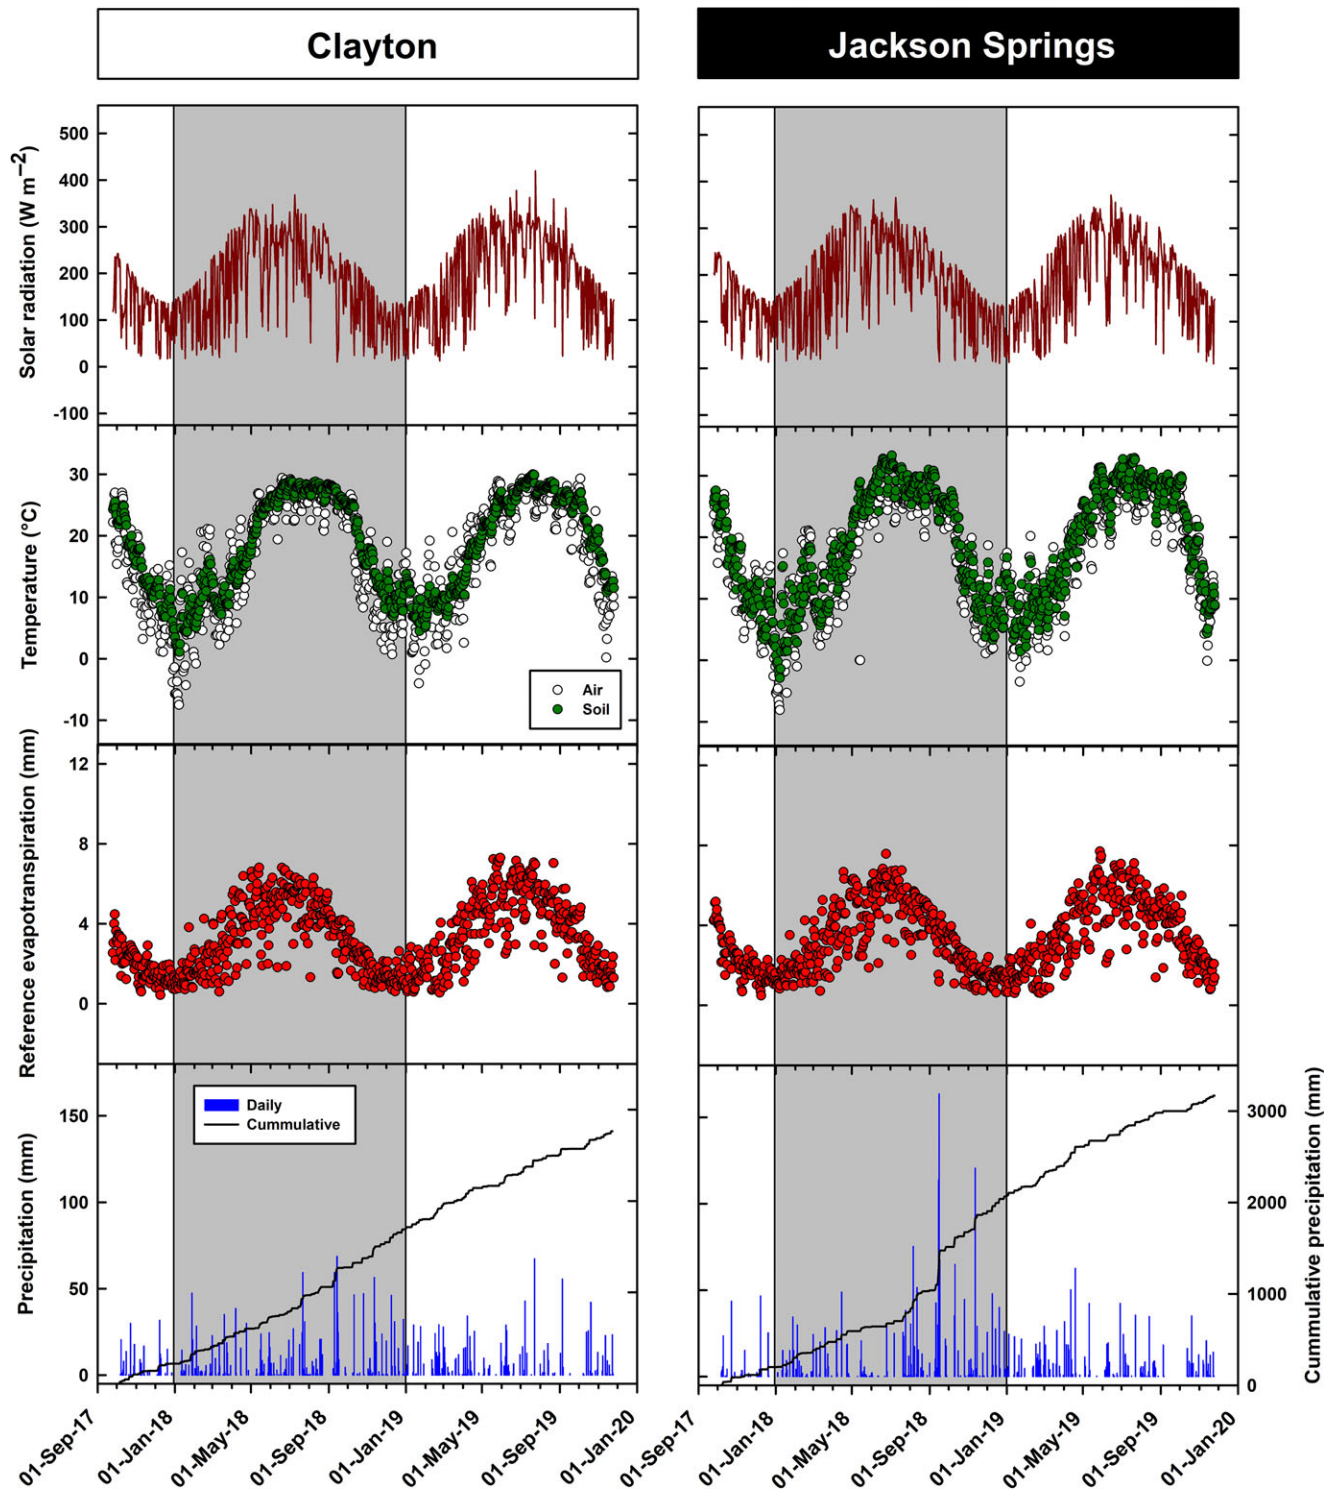 Clayton
Jackson Springs
Solar radiation (W m−2)
500
400
300
200
100
0
-100
Temperature (°C)
30
20
10
0
-10
Air
Soil
Reference evapotranspiration (mm)
12
8
4
0
Precipitation (mm)
150
100
50
0
Daily
Cummulative
3000
2000
1000
0
Cumulative precipitation (mm)
01-Sep-17
01-Jan-18
01-May-18
01-Sep-18
01-Jan-19
01-May-19
01-Sep-19
01-Jan-20
01-Sep-17
01-Jan-18
01-May-18
01-Sep-18
01-Jan-19
01-May-19
01-Sep-19
01-Jan-20